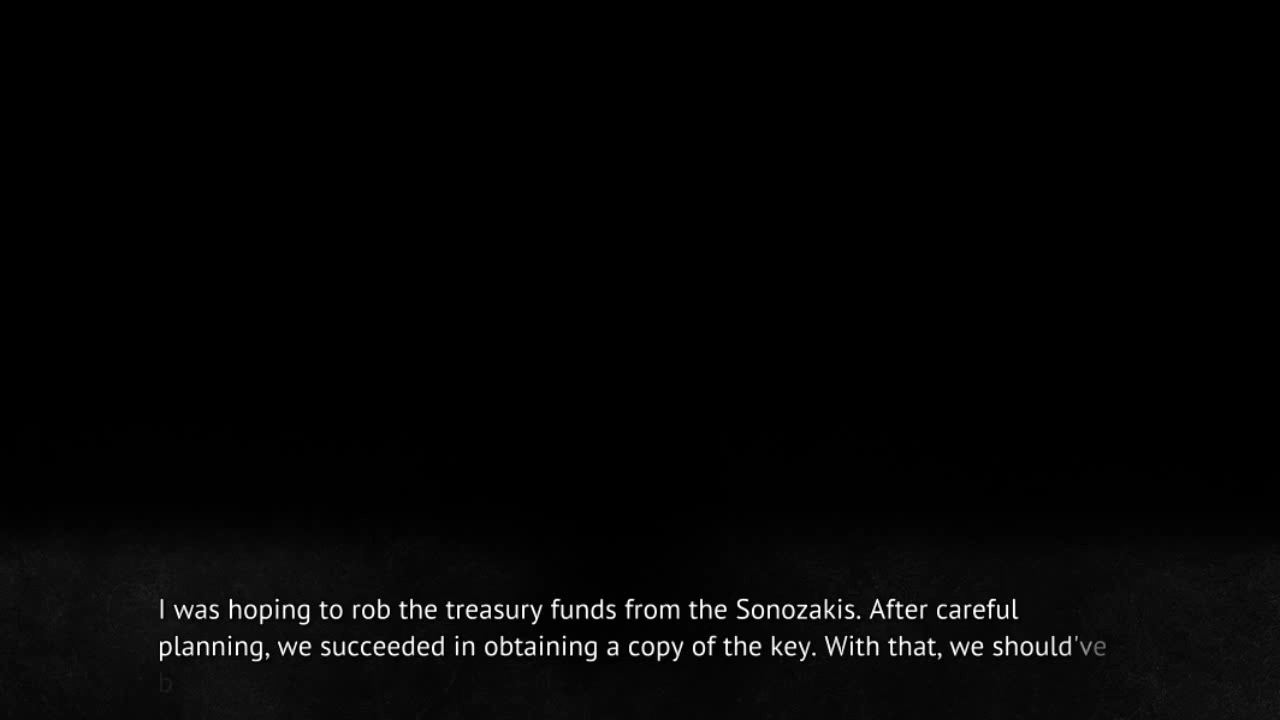 I was hoping to rob the treasury funds from the Sonozakis. After careful
planning, we succeeded in obtaining a copy of the key. With that, we should've
b